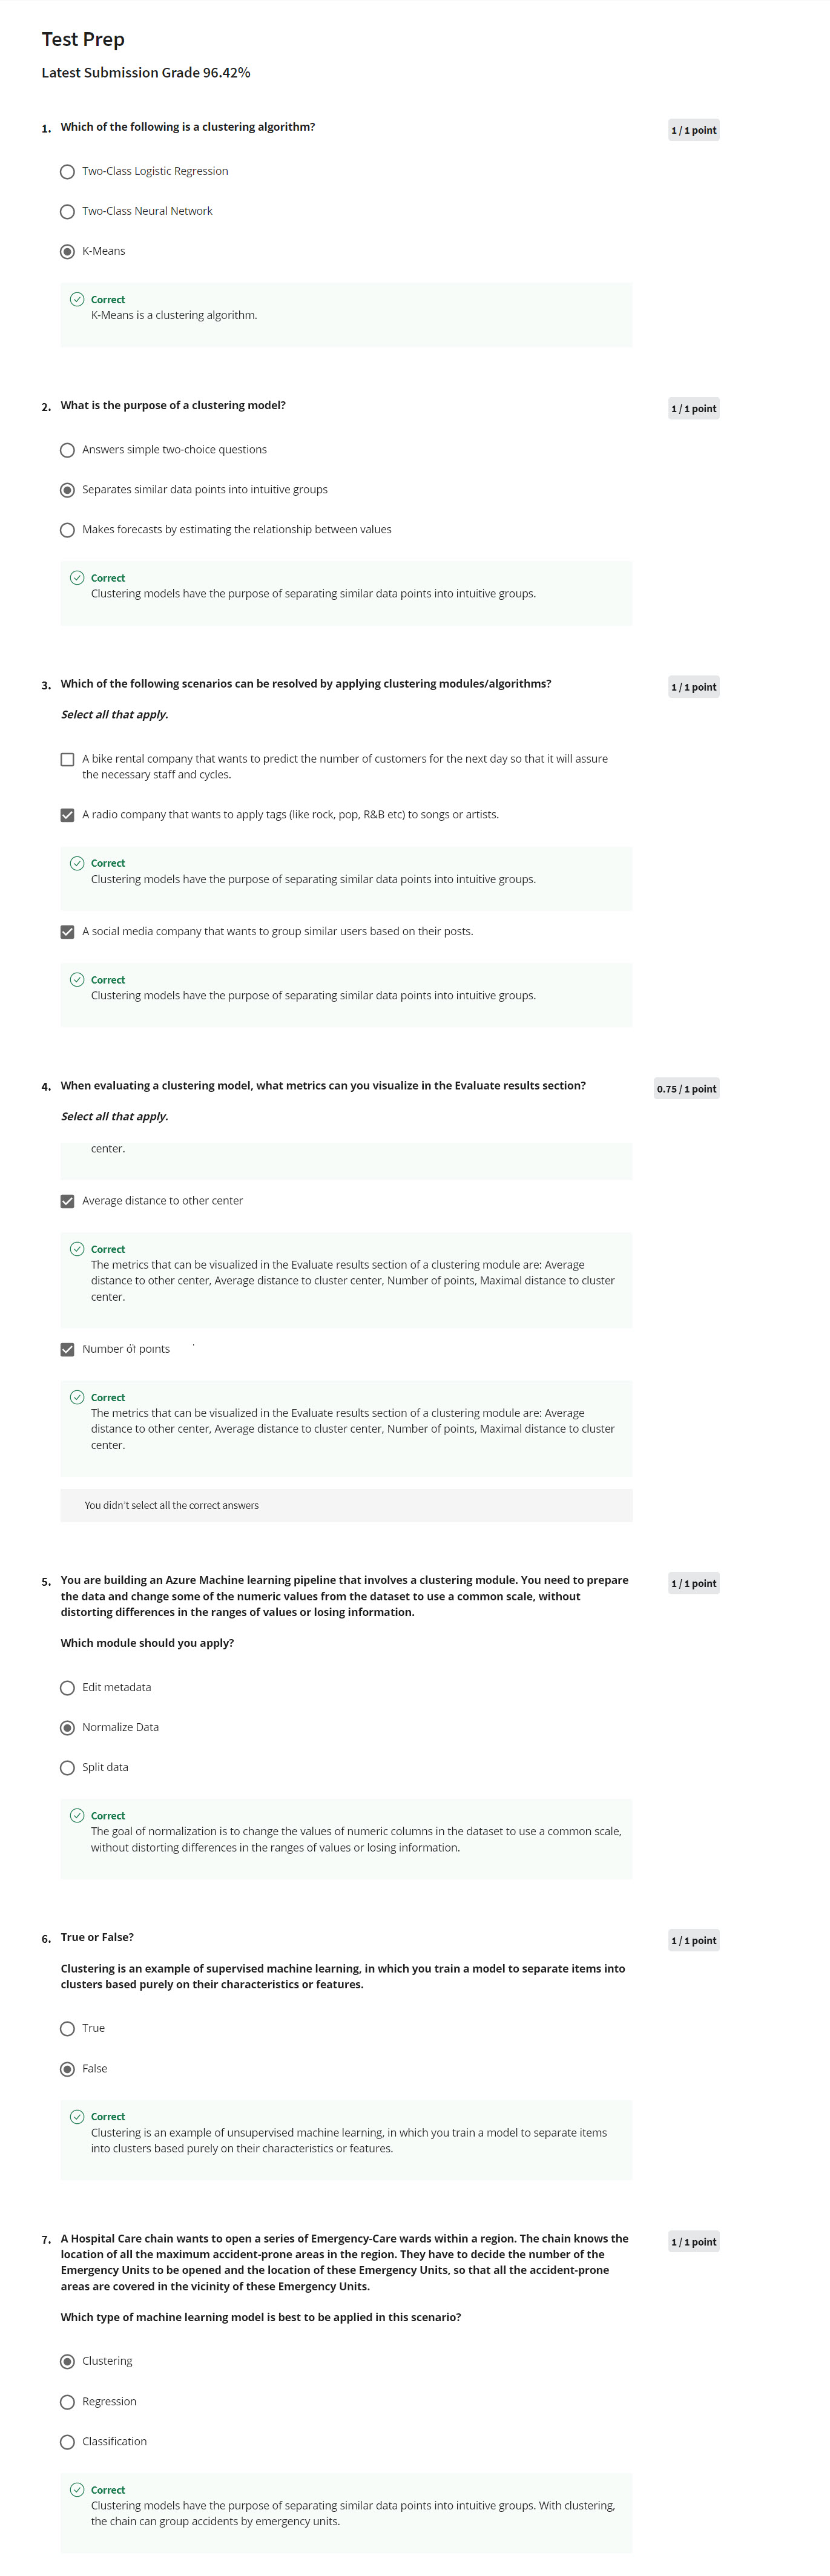 Test Prep
Latest Submission Grade 96.42%
1. Which of the following is a clustering algorithm?
1 / 1 point
Two-Class Logistic Regression
Two-Class Neural Network
K-Means
Correct
K-Means is a clustering algorithm.
2. What is the purpose of a clustering model?
1 / 1 point
Answers simple two-choice questions
Separates similar data points into intuitive groups
Makes forecasts by estimating the relationship between values
Correct
Clustering models have the purpose of separating similar data points into intuitive groups.
3. Which of the following scenarios can be resolved by applying clustering modules/algorithms?
1 / 1 point
Select all that apply.
A bike rental company that wants to predict the number of customers for the next day so that it will assure
the necessary staff and cycles.
A radio company that wants to apply tags (like rock, pop, R&B etc) to songs or artists.
Correct
Clustering models have the purpose of separating similar data points into intuitive groups.
A social media company that wants to group similar users based on their posts.
Correct
Clustering models have the purpose of separating similar data points into intuitive groups.
4. When evaluating a clustering model, what metrics can you visualize in the Evaluate results section?
0.75 / 1 point
Select all that apply.
center.
Average distance to other center
Correct
The metrics that can be visualized in the Evaluate results section of a clustering module are: Average
distance to other center, Average distance to cluster center, Number of points, Maximal distance to cluster
center.
Number of points
Correct
The metrics that can be visualized in the Evaluate results section of a clustering module are: Average
distance to other center, Average distance to cluster center, Number of points, Maximal distance to cluster
center.
You didn't select all the correct answers
5. You are building an Azure Machine learning pipeline that involves a clustering module. You need to prepare
the data and change some of the numeric values from the dataset to use a common scale, without
distorting differences in the ranges of values or losing information.
1 / 1 point
Which module should you apply?
Edit metadata
Normalize Data
Split data
Correct
The goal of normalization is to change the values of numeric columns in the dataset to use a common scale,
without distorting differences in the ranges of values or losing information.
6. True or False?
1 / 1 point
Clustering is an example of supervised machine learning, in which you train a model to separate items into
clusters based purely on their characteristics or features.
True
False
Correct
Clustering is an example of unsupervised machine learning, in which you train a model to separate items
into clusters based purely on their characteristics or features.
7. A Hospital Care chain wants to open a series of Emergency-Care wards within a region. The chain knows the
location of all the maximum accident-prone areas in the region. They have to decide the number of the
Emergency Units to be opened and the location of these Emergency Units, so that all the accident-prone
areas are covered in the vicinity of these Emergency Units.
1 / 1 point
Which type of machine learning model is best to be applied in this scenario?
Clustering
Regression
Classification
Correct
Clustering models have the purpose of separating similar data points into intuitive groups. With clustering,
the chain can group accidents by emergency units.